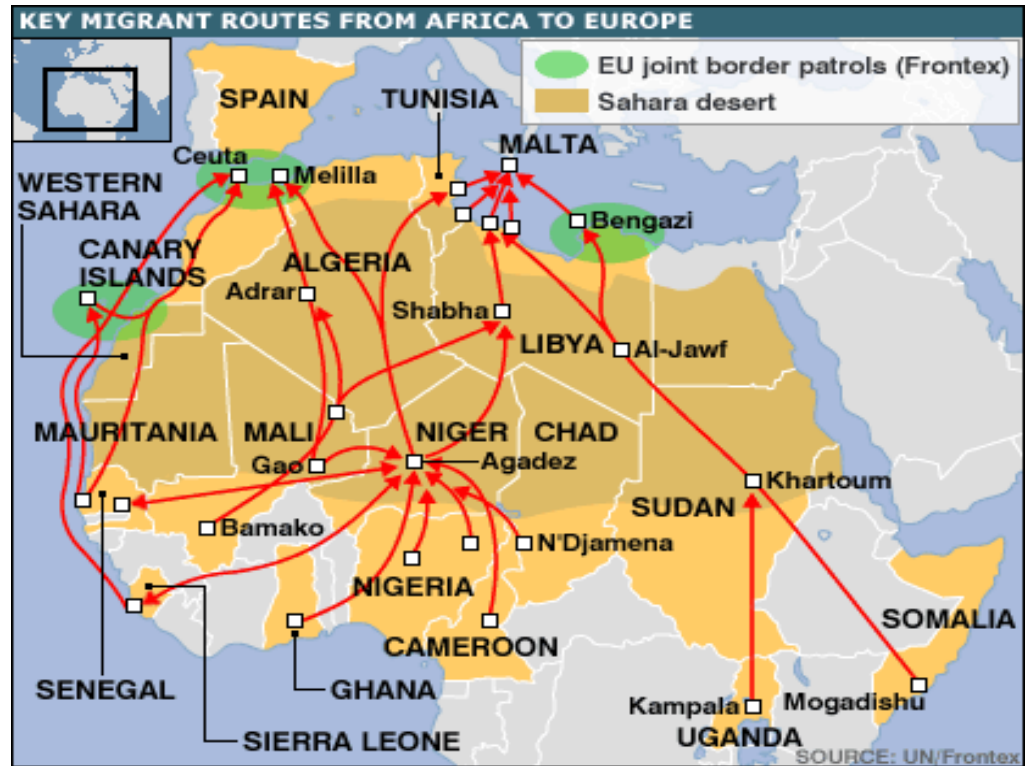 KEY MIGRANT ROUTES FROM AFRICA TO EUROPE
EU joint border patrols (Frontex)
Sahara desert
SPAIN
TUNISIA
MALTA
Ceuta
Melilla
WESTERN
SAHARA
Bengazi
CANARY
ISLANDS
ALGERIA
Adrar
Shabha
LIBYA
Al-Jawf
MAURITANIA
MALI
NIGER
CHAD
Gao
Agadez
Khartoum
SUDAN
Bamako
N'Djamena
NIGERIA
SOMALIA
CAMEROON
SENEGAL
GHANA
Kampala
Mogadishu
UGANDA
SIERRA LEONE
SOURCE: UN/Frontex